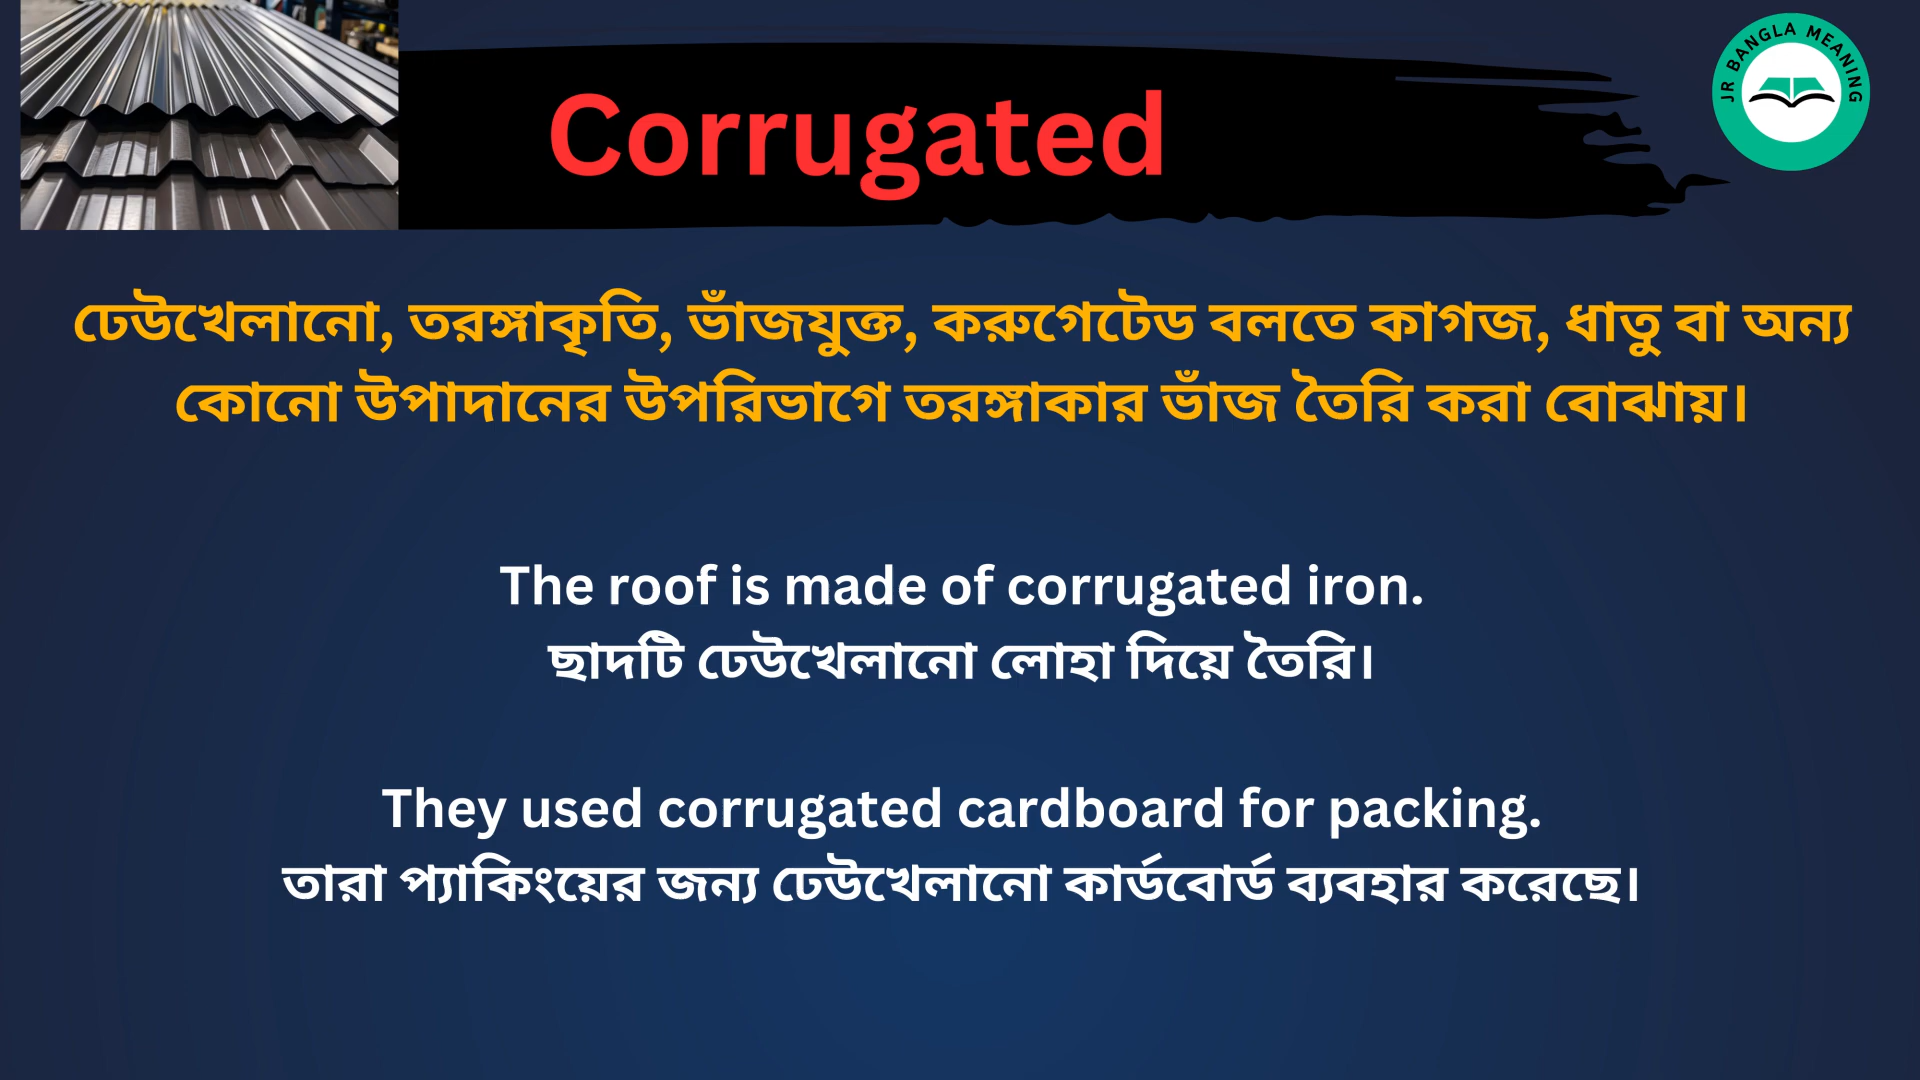 Corrugated
JR BANGLA MEANING
ঢেউখেলানো, তরঙ্গাকৃতি, ভাঁজযুক্ত, করুগেটেড বলতে কাগজ, ধাতু বা অন্য
কোনো উপাদানের উপরিভাগে তরঙ্গাকার ভাঁজ তৈরি করা বোঝায়।
The roof is made of corrugated iron.
ছাদটি ঢেউখেলানো লোহা দিয়ে তৈরি।
They used corrugated cardboard for packing.
তারা প্যাকিংয়ের জন্য ঢেউখেলানো কার্ডবোর্ড ব্যবহার করেছে।